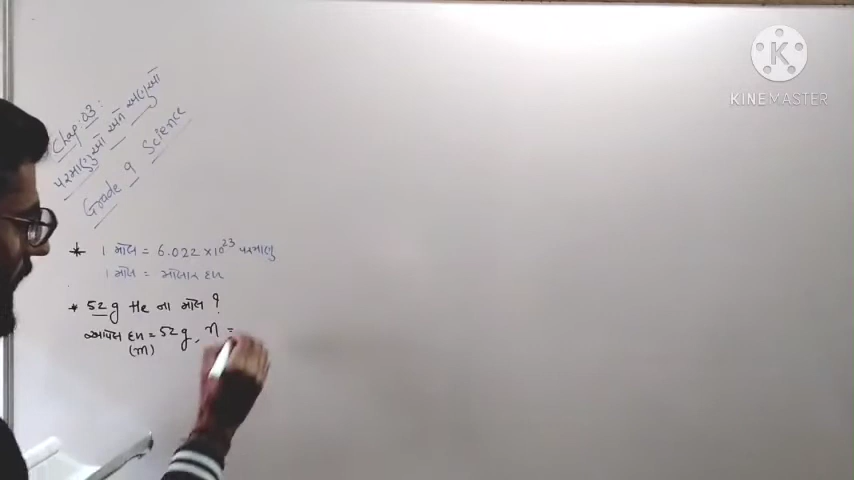 Chap: 03:
પરમાણુઓ અને અણુઓ
Grade 9 Science
* 1 મોલ = 6.022 × 10²³ પરમાણુ
1 મોલ = મોલર દળ
* 52g He ના મોલ ?
આપેલ દળ = 52g, n =
(m)
KINEMASTER